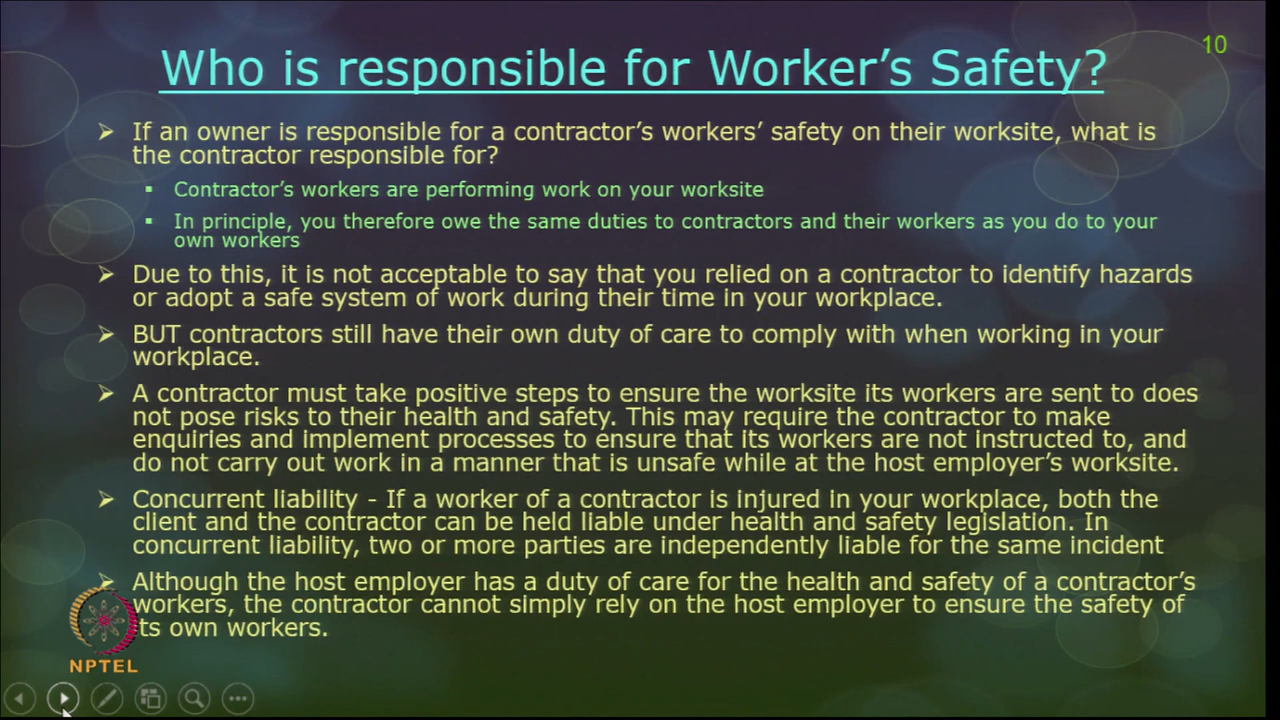 10
Who is responsible for Worker's Safety?
➢ If an owner is responsible for a contractor's workers' safety on their worksite, what is
the contractor responsible for?
▪ Contractor's workers are performing work on your worksite
▪ In principle, you therefore owe the same duties to contractors and their workers as you do to your
own workers
➢ Due to this, it is not acceptable to say that you relied on a contractor to identify hazards
or adopt a safe system of work during their time in your workplace.
➢ BUT contractors still have their own duty of care to comply with when working in your
workplace.
➢ A contractor must take positive steps to ensure the worksite its workers are sent to does
not pose risks to their health and safety. This may require the contractor to make
enquiries and implement processes to ensure that its workers are not instructed to, and
do not carry out work in a manner that is unsafe while at the host employer's worksite.
➢ Concurrent liability - If a worker of a contractor is injured in your workplace, both the
client and the contractor can be held liable under health and safety legislation. In
concurrent liability, two or more parties are independently liable for the same incident
➢ Although the host employer has a duty of care for the health and safety of a contractor's
workers, the contractor cannot simply rely on the host employer to ensure the safety of
its own workers.
NPTEL